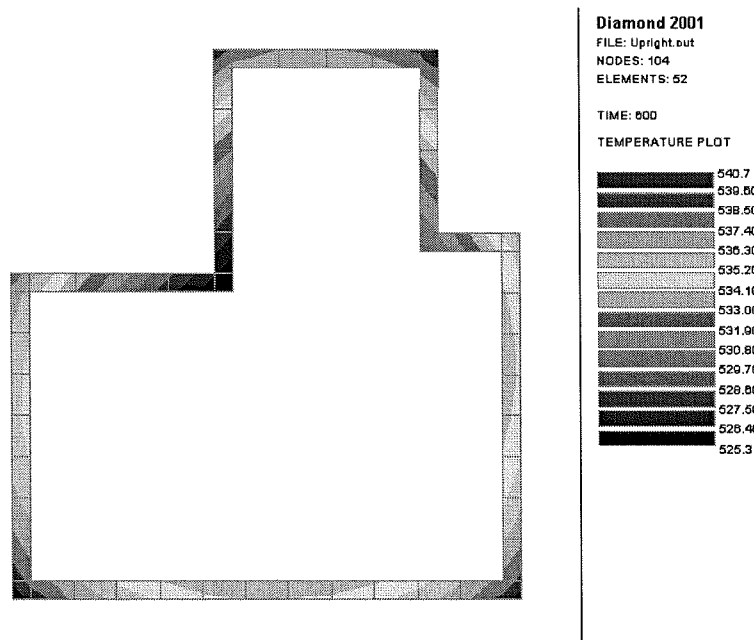 Diamond 2001
FILE: Upright.out
NODES: 104
ELEMENTS: 52
TIME: 600
TEMPERATURE PLOT
540.7
539.60
538.50
537.40
536.30
535.20
534.10
533.00
531.90
530.80
529.70
528.60
527.50
526.40
525.3